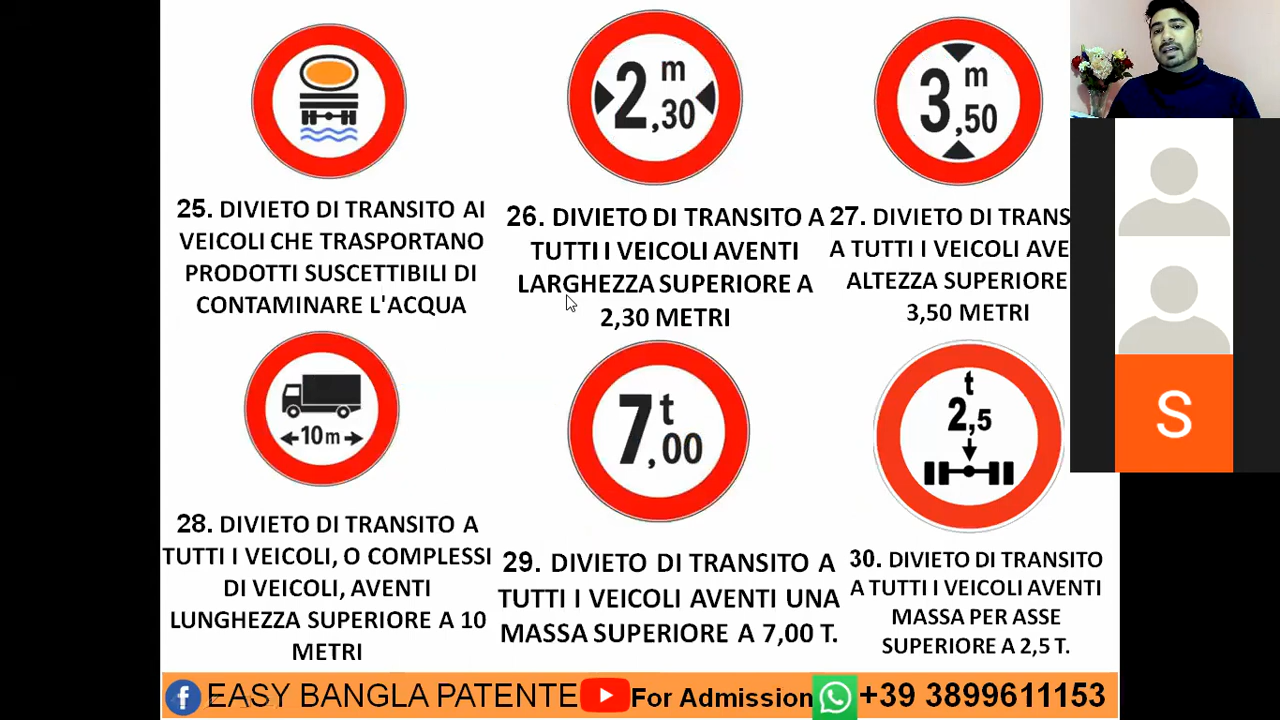 2,30 m
3,50 m
25. DIVIETO DI TRANSITO AI
VEICOLI CHE TRASPORTANO
PRODOTTI SUSCETTIBILI DI
CONTAMINARE L'ACQUA
26. DIVIETO DI TRANSITO A
TUTTI I VEICOLI AVENTI
LARGHEZZA SUPERIORE A
2,30 METRI
27. DIVIETO DI TRANS
A TUTTI I VEICOLI AVE
ALTEZZA SUPERIORE
3,50 METRI
10m
7,00 t
t
2,5
28. DIVIETO DI TRANSITO A
TUTTI I VEICOLI, O COMPLESSI
DI VEICOLI, AVENTI
LUNGHEZZA SUPERIORE A 10
METRI
29. DIVIETO DI TRANSITO A
TUTTI I VEICOLI AVENTI UNA
MASSA SUPERIORE A 7,00 T.
30. DIVIETO DI TRANSITO
A TUTTI I VEICOLI AVENTI
MASSA PER ASSE
SUPERIORE A 2,5 T.
S
EASY BANGLA PATENTE For Admission +39 3899611153